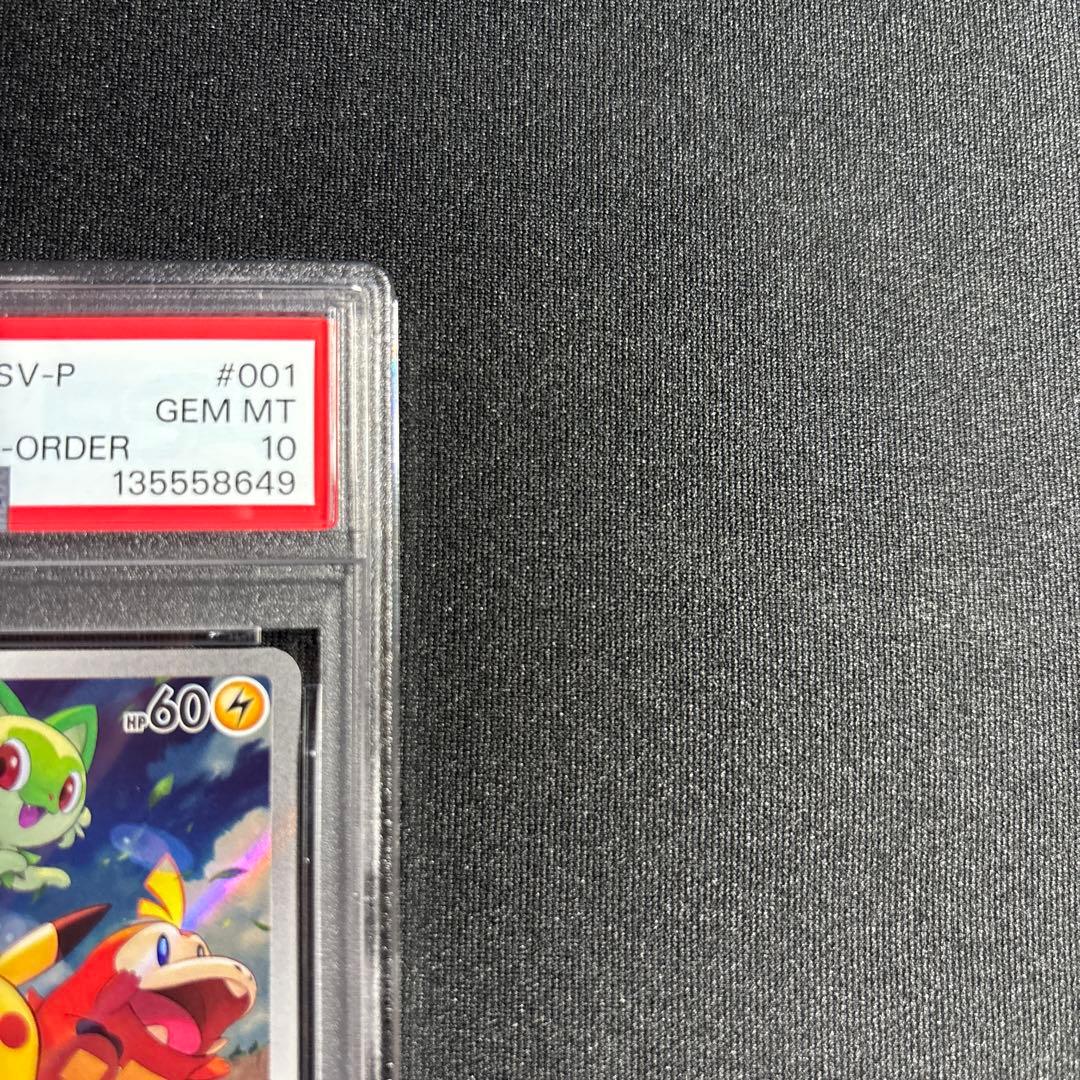 SV-P #001
GEM MT
-ORDER 10
135558649
HP60